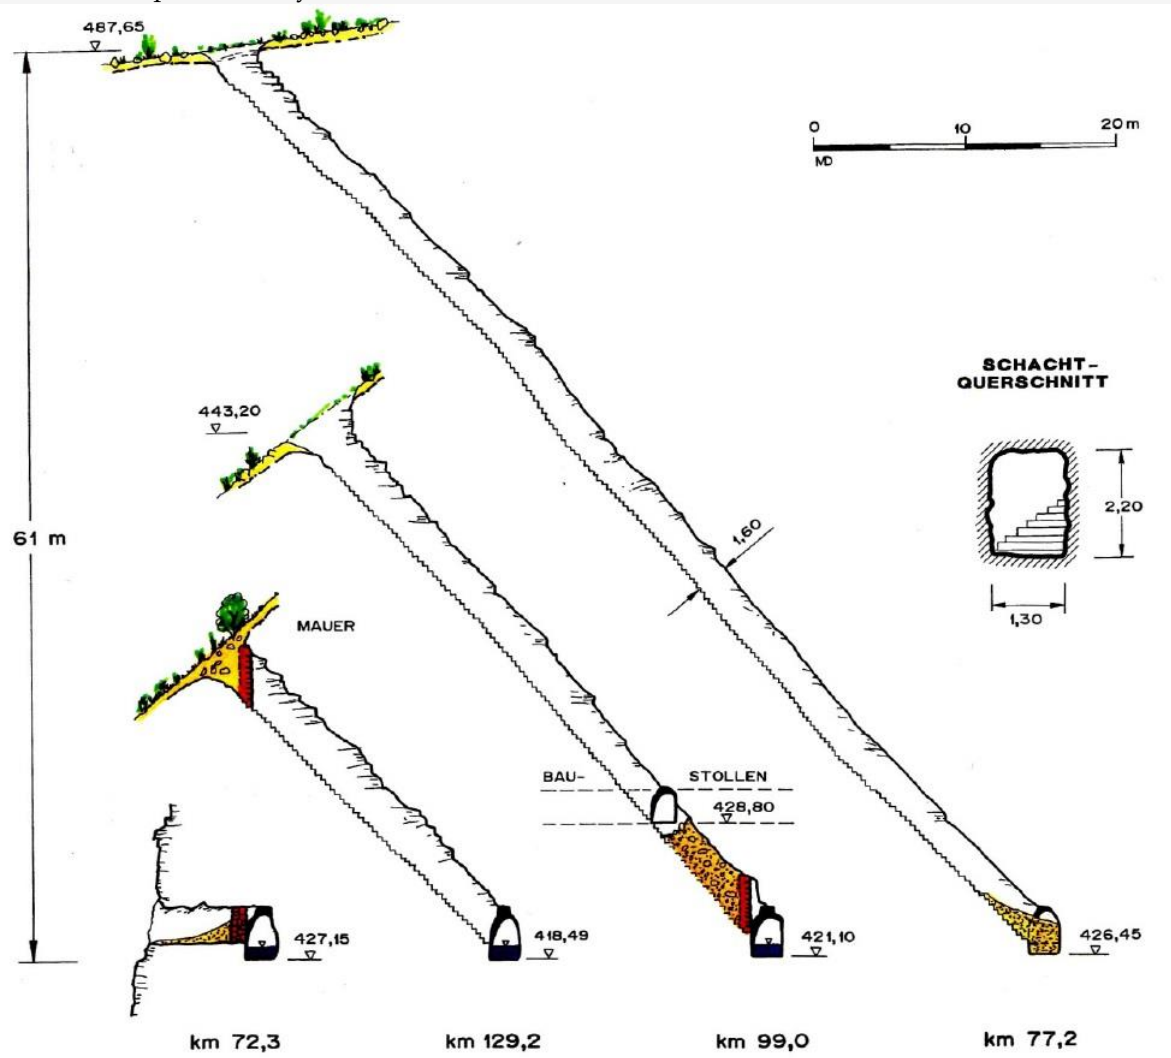 487,65
0 10 20 m
MD
SCHACHT-
QUERSCHNITT
443,20
2,20
61 m
1,60
1,30
MAUER
BAU- STOLLEN
428,80
427,15
418,49
421,10
426,45
km 72,3
km 129,2
km 99,0
km 77,2